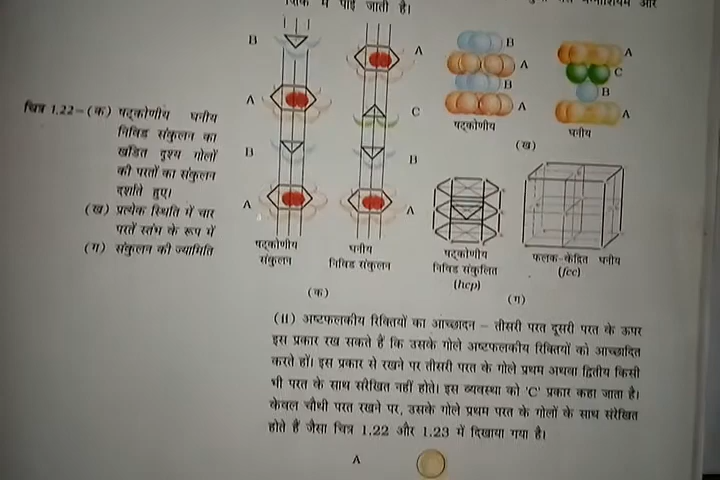 में पाई जाती है।
और
B
A
B
A
षट्कोणीय
संकुलन
A
C
B
A
घनीय
निविड संकुलन
(क)
B
A
B
A
षट्कोणीय
A
C
B
A
घनीय
(ख)
षट्कोणीय
निविड संकुलित
(hcp)
फलक-केंद्रित घनीय
(fcc)
(ग)
चित्र 1.22–(क) षट्कोणीय घनीय
निविड संकुलन का
खंडित दृश्य गोलों
की परतों का संकुलन
दर्शाते हुए।
(ख) प्रत्येक स्थिति में चार
परतें स्तंभ के रूप में
(ग) संकुलन की ज्यामिति
(II) अष्टफलकीय रिक्तियों का आच्छादन – तीसरी परत दूसरी परत के ऊपर
इस प्रकार रख सकते हैं कि उसके गोले अष्टफलकीय रिक्तियों को आच्छादित
करते हों। इस प्रकार से रखने पर तीसरी परत के गोले प्रथम अथवा द्वितीय किसी
भी परत के साथ संरेखित नहीं होते। इस व्यवस्था को 'C' प्रकार कहा जाता है।
केवल चौथी परत रखने पर, उसके गोले प्रथम परत के गोलों के साथ संरेखित
होते हैं जैसा चित्र 1.22 और 1.23 में दिखाया गया है।
A